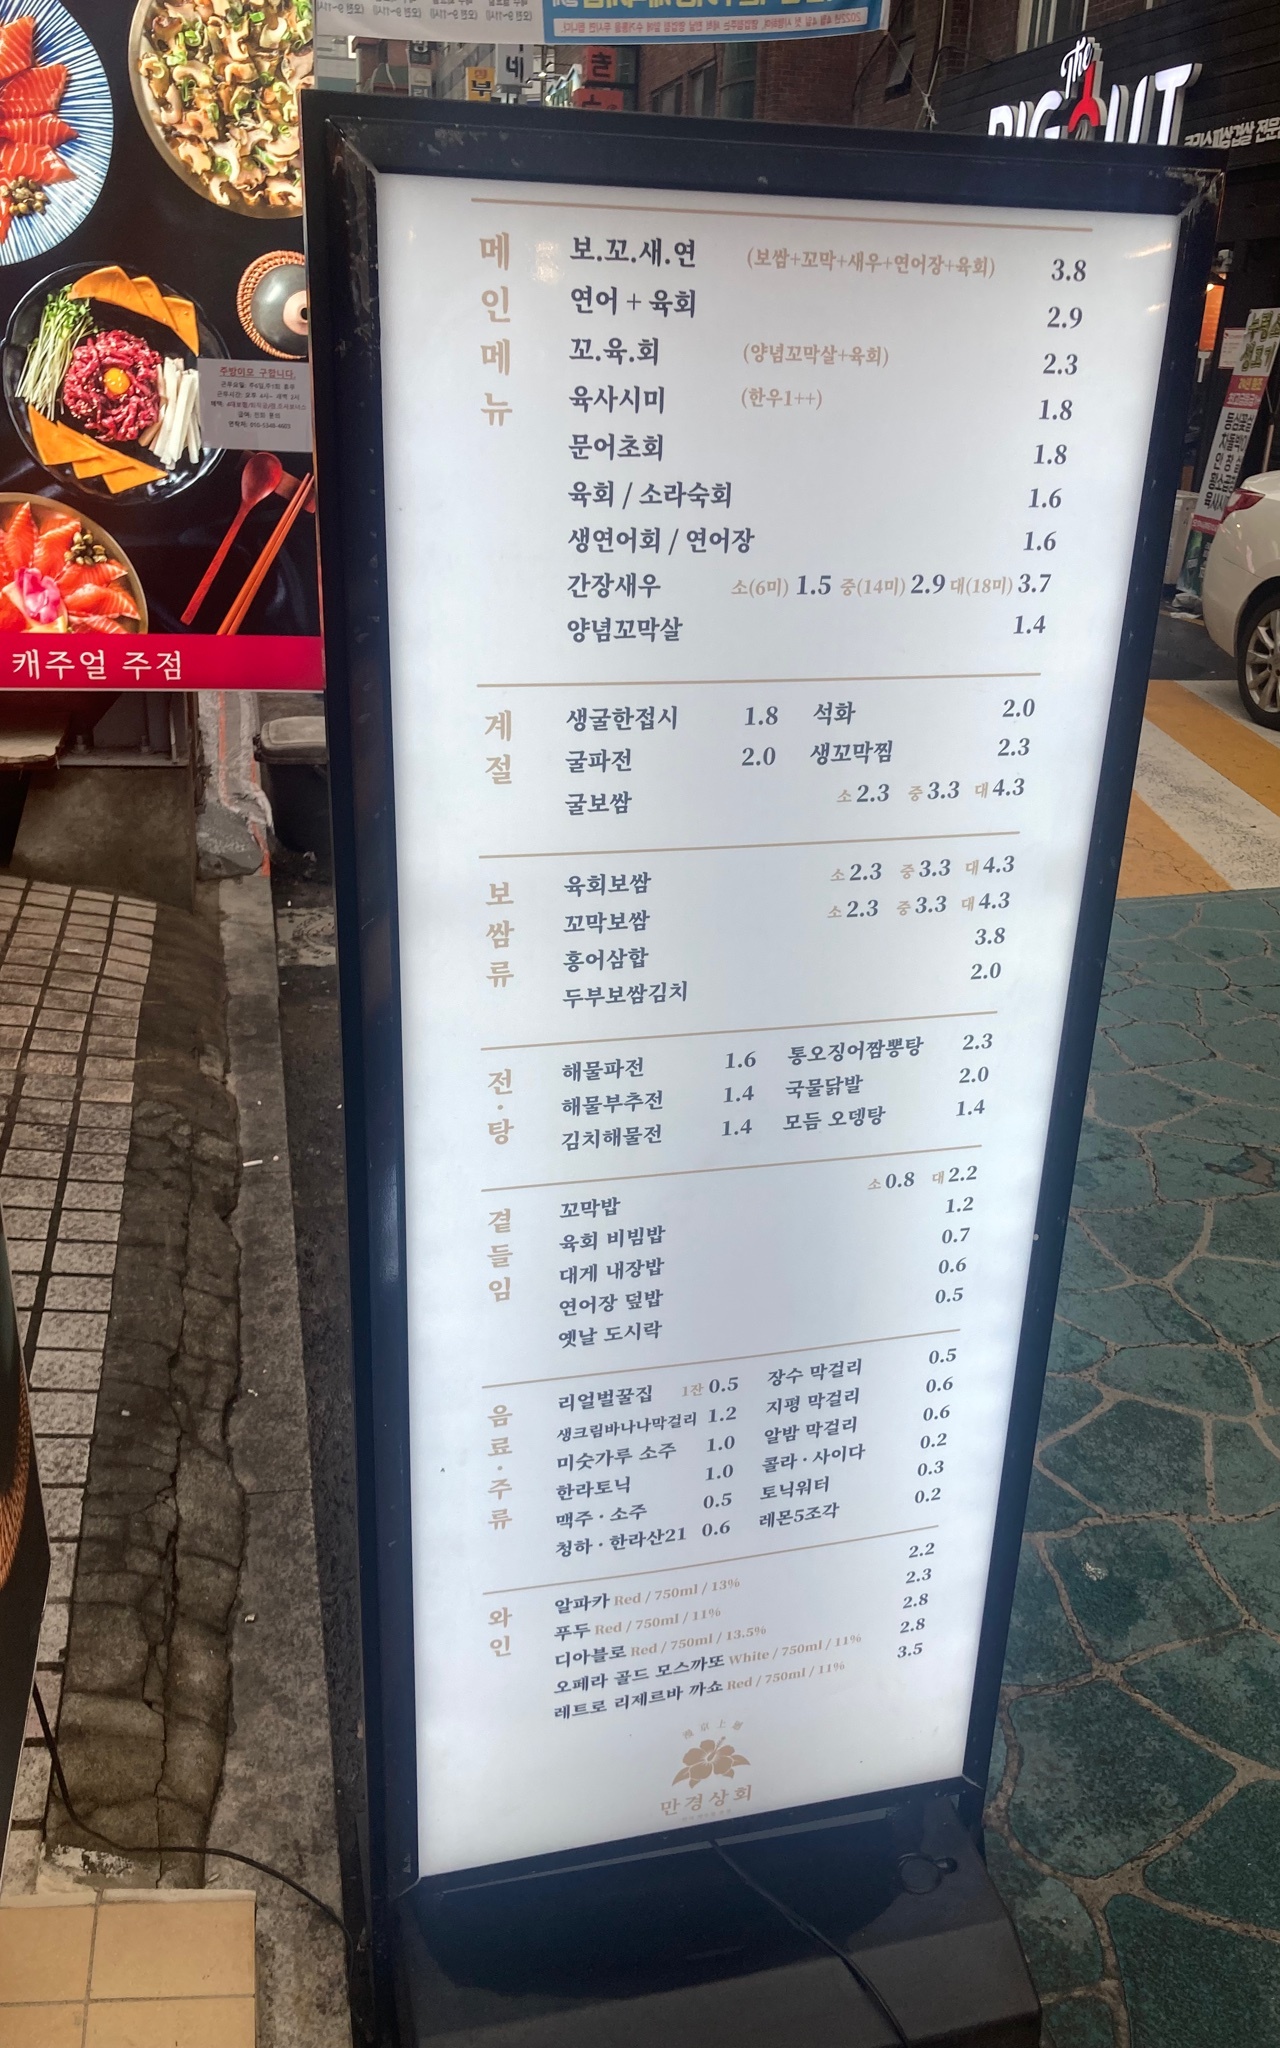 The
BIG OUT
메인메뉴
보.꼬.새.연 (보쌈+꼬막+새우+연어장+육회) 3.8
연어 + 육회 2.9
꼬.육.회 (양념꼬막살+육회) 2.3
육사시미 (한우1++) 1.8
문어초회 1.8
육회 / 소라숙회 1.6
생연어회 / 연어장 1.6
간장새우 소(6미) 1.5 중(14미) 2.9 대(18미) 3.7
양념꼬막살 1.4
계절
생굴한접시 1.8 석화 2.0
굴파전 2.0 생꼬막찜 2.3
굴보쌈 소 2.3 중 3.3 대 4.3
보쌈류
육회보쌈 소 2.3 중 3.3 대 4.3
꼬막보쌈 소 2.3 중 3.3 대 4.3
홍어삼합 3.8
두부보쌈김치 2.0
전·탕
해물파전 1.6 통오징어짬뽕탕 2.3
해물부추전 1.4 국물닭발 2.0
김치해물전 1.4 모듬 오뎅탕 1.4
곁들임
꼬막밥 소 0.8 대 2.2
육회 비빔밥 1.2
대게 내장밥 0.7
연어장 덮밥 0.6
옛날 도시락 0.5
음료·주류
리얼벌꿀집 1잔 0.5 장수 막걸리 0.5
생크림바나나막걸리 1.2 지평 막걸리 0.6
미숫가루 소주 1.0 알밤 막걸리 0.6
한라토닉 1.0 콜라·사이다 0.2
맥주·소주 0.5 토닉워터 0.3
청하·한라산21 0.6 레몬5조각 0.2
와인
알파카 Red / 750ml / 13% 2.2
푸두 Red / 750ml / 11% 2.3
디아블로 Red / 750ml / 13.5% 2.8
오페라 골드 모스까또 White / 750ml / 11% 2.8
레트로 리제르바 까쇼 Red / 750ml / 11% 3.5
만경상회
주방이모 구합니다.
캐주얼 주점